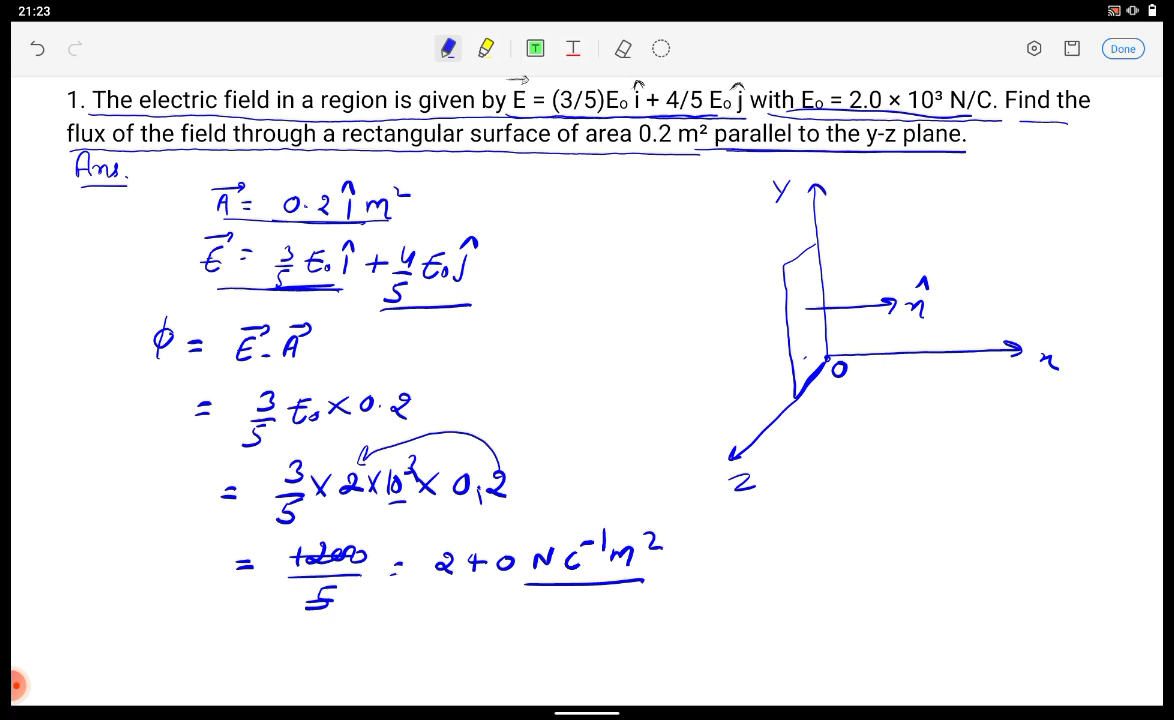 21:23
Done
1. The electric field in a region is given by E⃗ = (3/5)E₀ î + 4/5 E₀ ĵ with E₀ = 2.0 × 10³ N/C. Find the
flux of the field through a rectangular surface of area 0.2 m² parallel to the y-z plane.
Ans.
A⃗ = 0.2 î m²
E⃗ = 3/5 E₀ î + 4/5 E₀ ĵ
ϕ = E⃗ . A⃗
= 3/5 E₀ × 0.2
= 3/5 × 2 × 10³ × 0.2
= 1200/5 = 240 N C⁻¹ m²
Y
n̂
O
x
Z